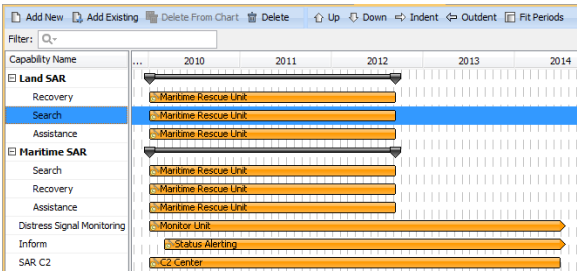 Add New Add Existing Delete From Chart Delete Up Down Indent Outdent Fit Periods
Filter:
Capability Name ... 2010 2011 2012 2013 2014
Land SAR
Recovery Maritime Rescue Unit
Search Maritime Rescue Unit
Assistance Maritime Rescue Unit
Maritime SAR
Search Maritime Rescue Unit
Recovery Maritime Rescue Unit
Assistance Maritime Rescue Unit
Distress Signal Monitoring Monitor Unit
Inform Status Alerting
SAR C2 C2 Center